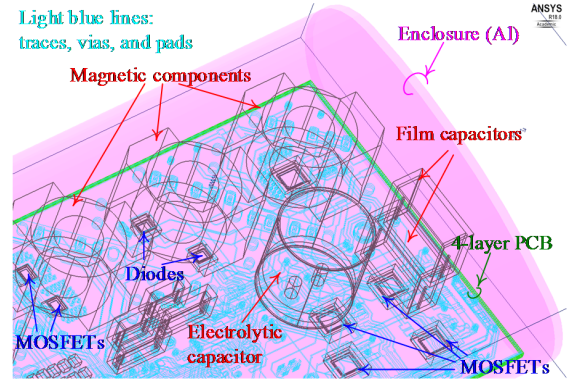 Light blue lines:
traces, vias, and pads
ANSYS
R18.0
Academic
Enclosure (Al)
Magnetic components
Film capacitors
4-layer PCB
Diodes
MOSFETs
Electrolytic
capacitor
MOSFETs